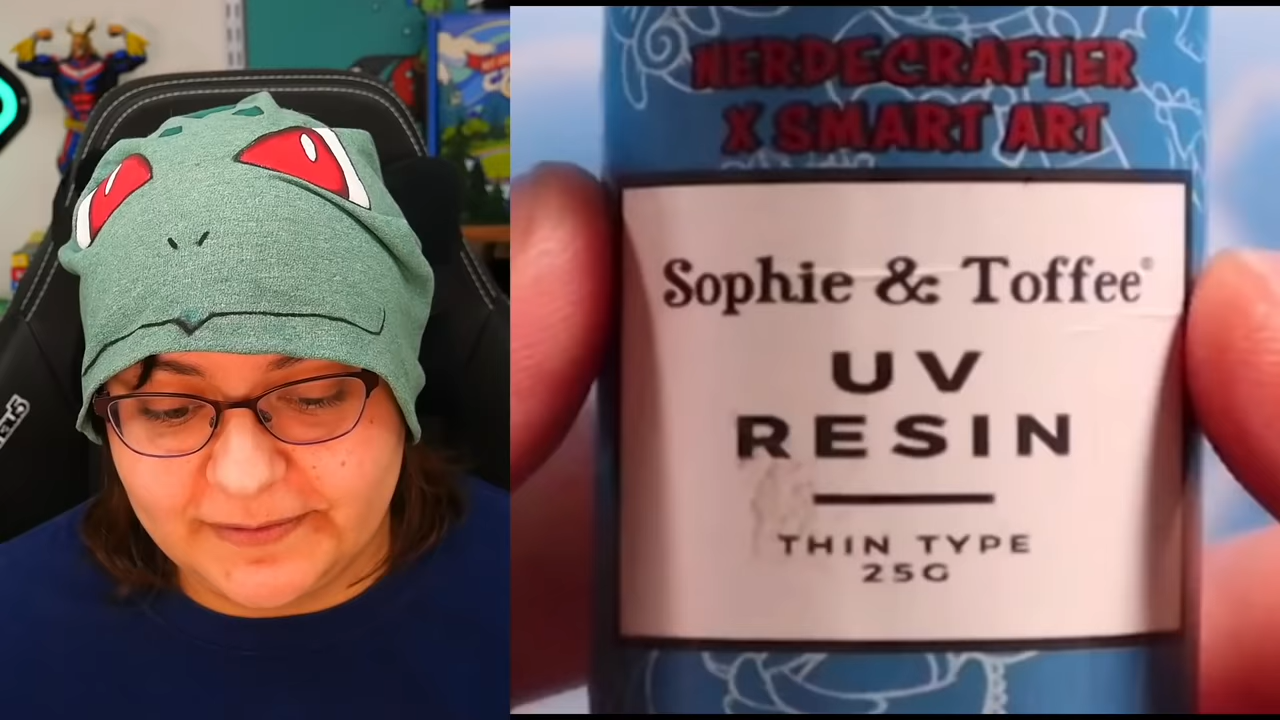 NERDECRAFTER
X SMART ART
Sophie & Toffee®
UV
RESIN
THIN TYPE
25G